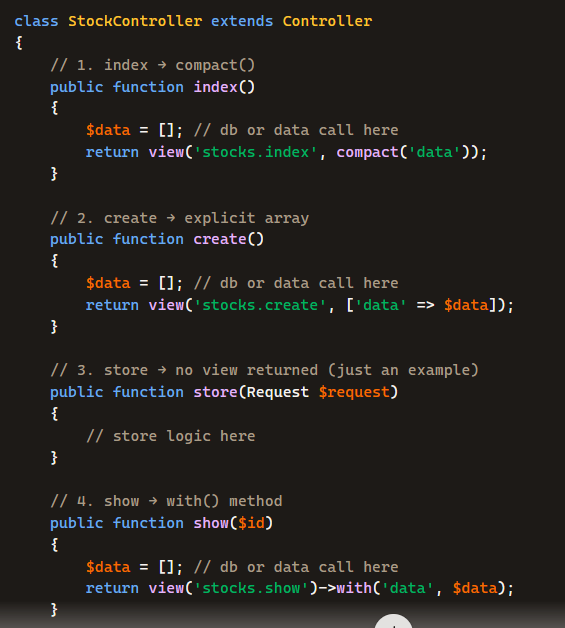 class StockController extends Controller
{
    // 1. index → compact()
    public function index()
    {
        $data = []; // db or data call here
        return view('stocks.index', compact('data'));
    }

    // 2. create → explicit array
    public function create()
    {
        $data = []; // db or data call here
        return view('stocks.create', ['data' => $data]);
    }

    // 3. store → no view returned (just an example)
    public function store(Request $request)
    {
        // store logic here
    }

    // 4. show → with() method
    public function show($id)
    {
        $data = []; // db or data call here
        return view('stocks.show')->with('data', $data);
    }